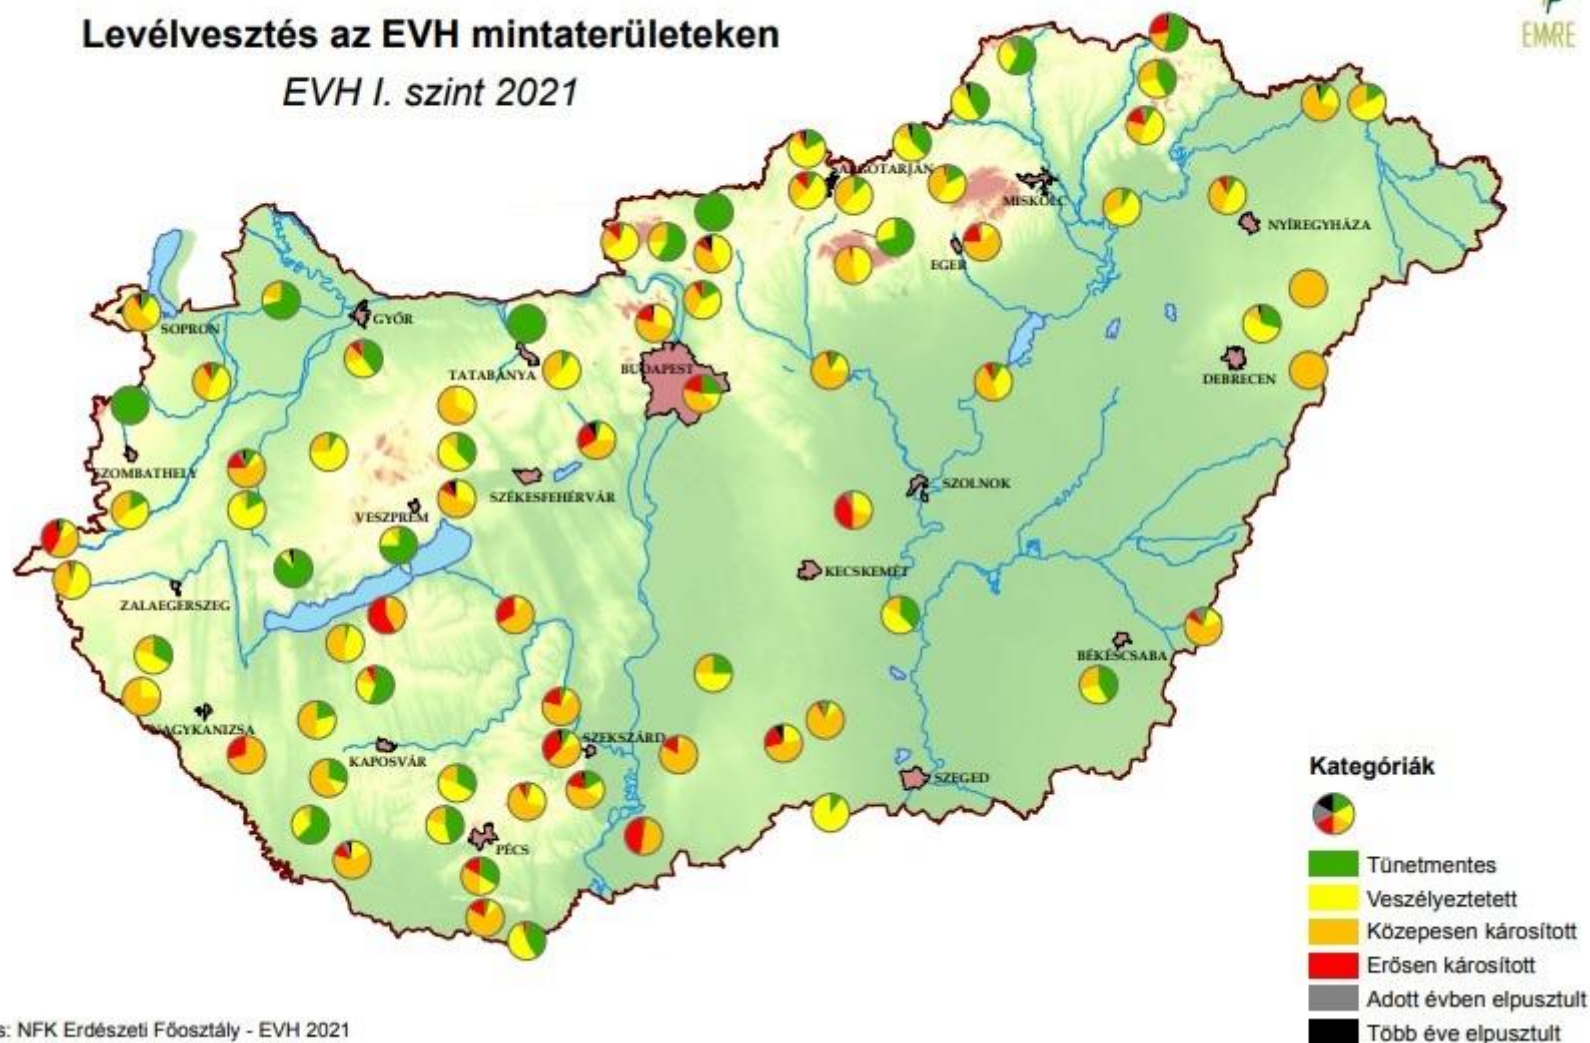 Levélvesztés az EVH mintaterületeken
EVH I. szint 2021
EMRE
SALGÓTARJÁN
MISKOLC
NYÍREGYHÁZA
EGER
SOPRON
GYŐR
TATABÁNYA
BUDAPEST
DEBRECEN
SZOMBATHELY
SZÉKESFEHÉRVÁR
SZOLNOK
VESZPRÉM
KECSKEMÉT
ZALAEGERSZEG
BÉKÉSCSABA
NAGYKANIZSA
SZEKSZÁRD
KAPOSVÁR
SZEGED
PÉCS
Kategóriák
Tünetmentes
Veszélyeztetett
Közepesen károsított
Erősen károsított
Adott évben elpusztult
Több éve elpusztult
s: NFK Erdészeti Főosztály - EVH 2021